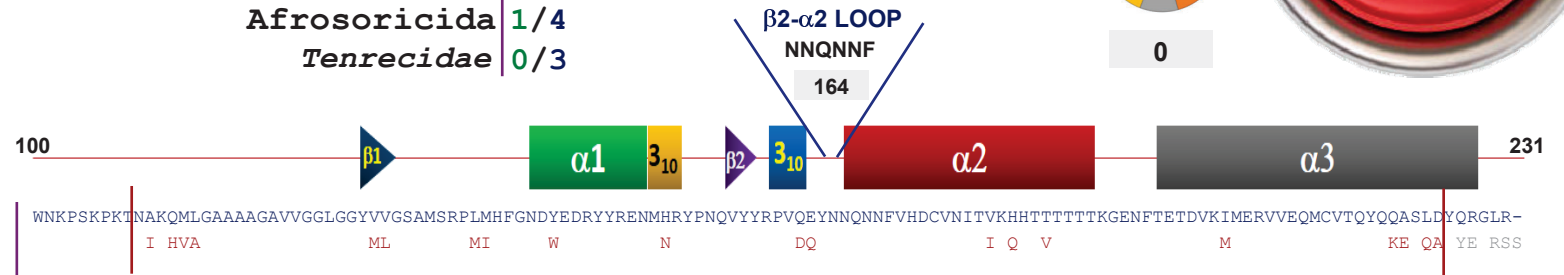 Afrosoricida 1/4
Tenrecidae 0/3
β2-α2 LOOP
NNQNNF
164
0
100 β1 α1 3₁₀ β2 3₁₀ α2 α3 231
WNKPSKPKTNAKQMLGAAAAGAVVGGLGGYVVGSAMSRPLMHFGNDYEDRYYRENMHRYPNQVYYRPVQEYNNQNNFVHDCVNITVKHHTTTTTTKGENFTETDVKIMERVVEQMCVTQYQQASLDYQRGLR-
I HVA ML MI W N DQ I Q V M KE QA YE RSS